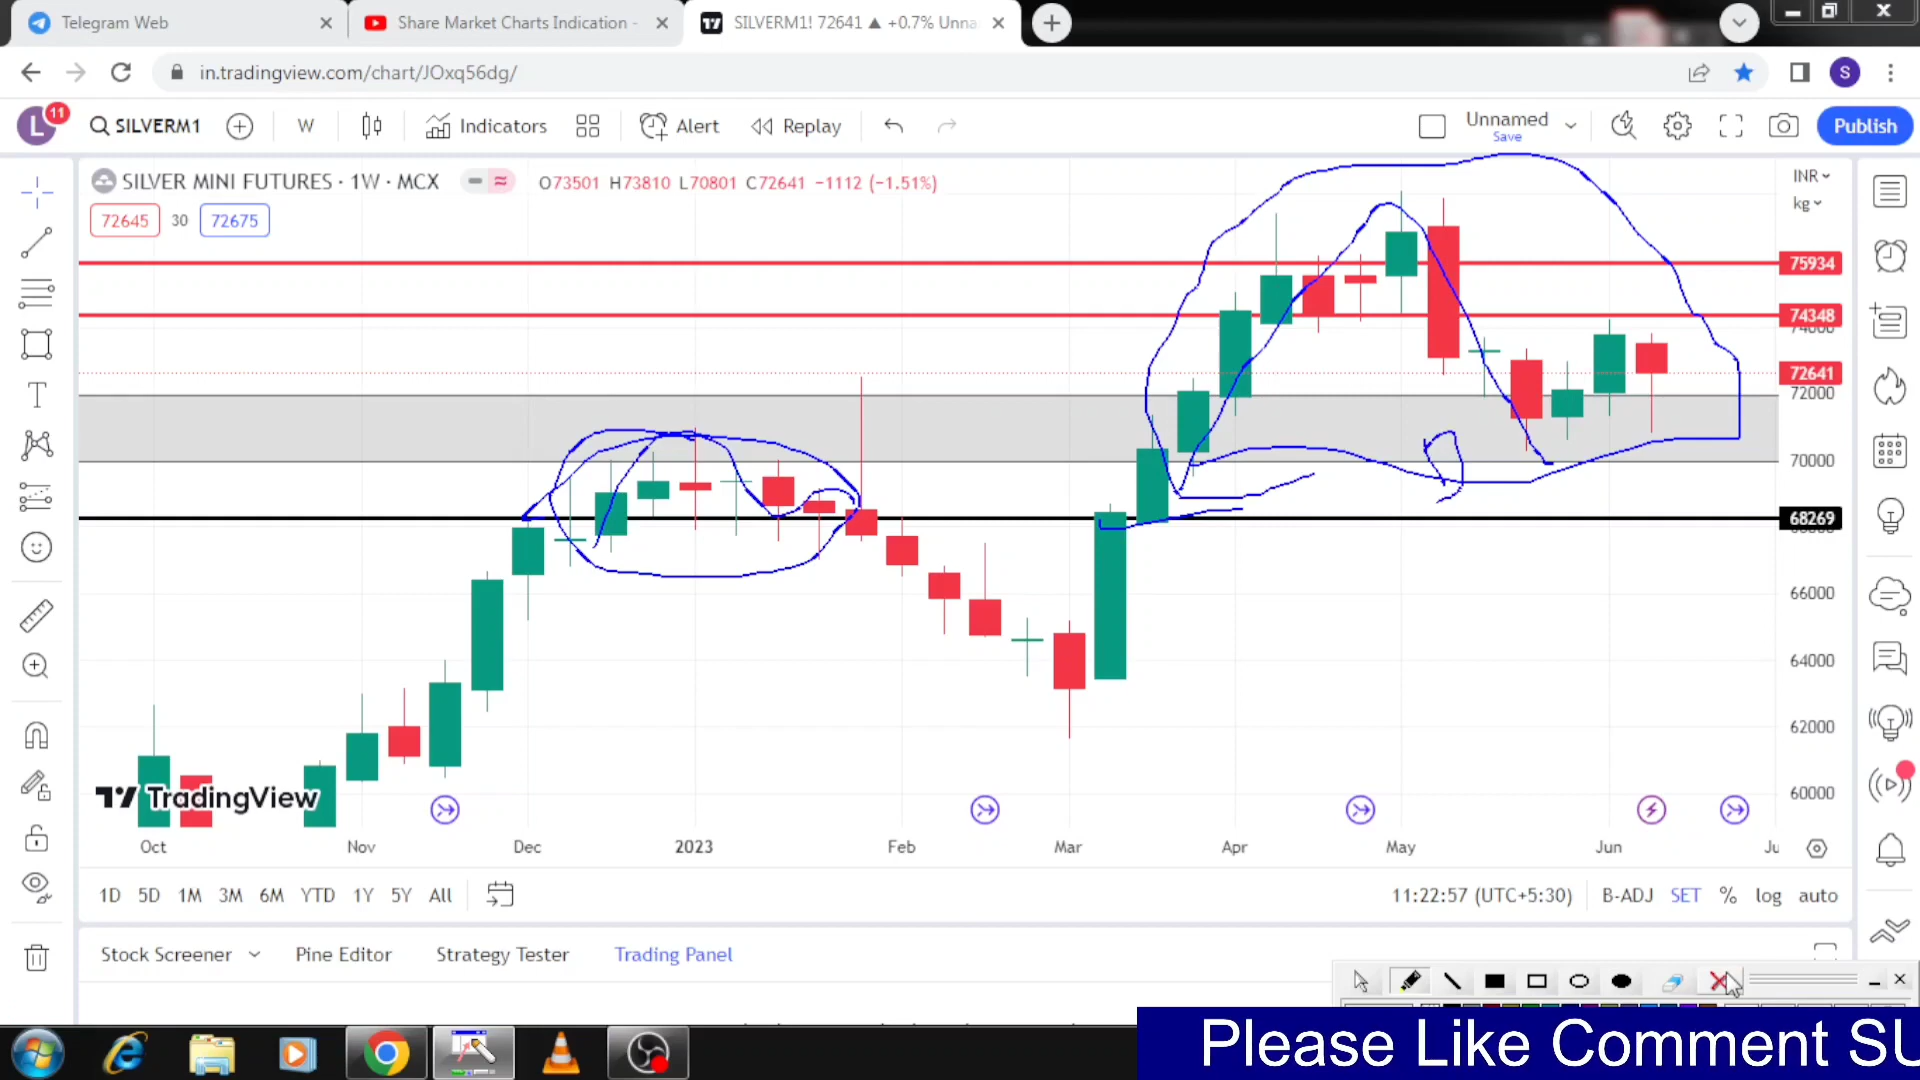 Telegram Web
Share Market Charts Indication -
SILVERM1! 72641 ▲ +0.7% Unna
in.tradingview.com/chart/JOxq56dg/
S
L 11
SILVERM1
W
Indicators
Alert
Replay
Unnamed
Save
Publish
SILVER MINI FUTURES · 1W · MCX
O73501 H73810 L70801 C72641 −1112 (−1.51%)
72645 30 72675
INR
kg
75934
74348
74000
72641
72000
70000
68269
66000
64000
62000
60000
TradingView
Oct Nov Dec 2023 Feb Mar Apr May Jun Ju
1D 5D 1M 3M 6M YTD 1Y 5Y All
11:22:57 (UTC+5:30) B-ADJ SET % log auto
Stock Screener Pine Editor Strategy Tester Trading Panel
Please Like Comment SU